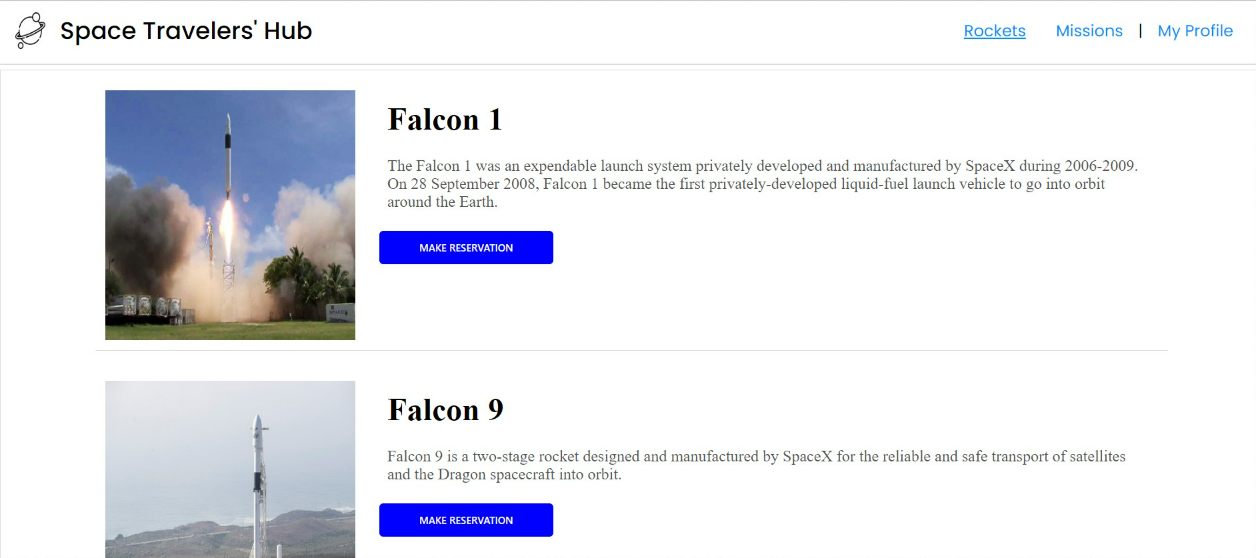 Space Travelers' Hub
Rockets Missions | My Profile
Falcon 1
The Falcon 1 was an expendable launch system privately developed and manufactured by SpaceX during 2006-2009.
On 28 September 2008, Falcon 1 became the first privately-developed liquid-fuel launch vehicle to go into orbit
around the Earth.
MAKE RESERVATION
Falcon 9
Falcon 9 is a two-stage rocket designed and manufactured by SpaceX for the reliable and safe transport of satellites
and the Dragon spacecraft into orbit.
MAKE RESERVATION